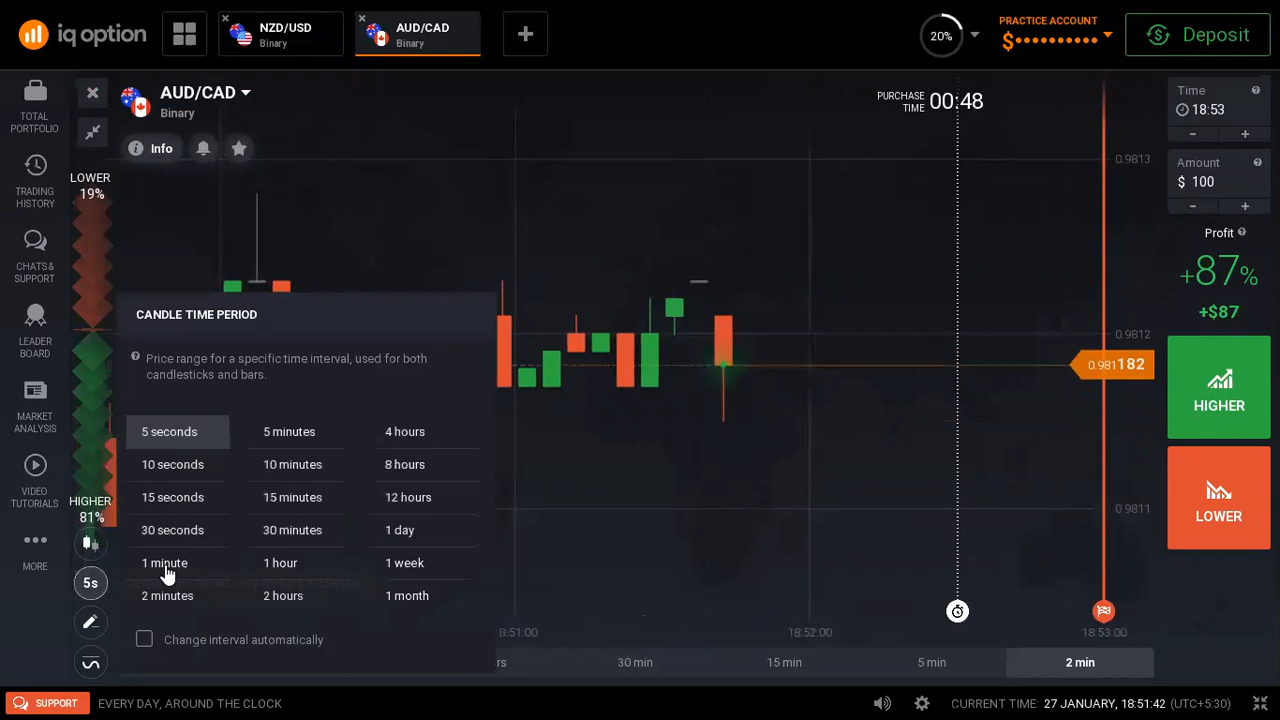 iq option
NZD/USD
Binary
AUD/CAD
Binary
20%
PRACTICE ACCOUNT
$••••••••••
Deposit
TOTAL PORTFOLIO
TRADING HISTORY
CHATS & SUPPORT
LEADER BOARD
MARKET ANALYSIS
VIDEO TUTORIALS
MORE
AUD/CAD
Binary
Info
LOWER
19%
HIGHER
81%
5s
PURCHASE TIME 00:48
CANDLE TIME PERIOD
Price range for a specific time interval, used for both
candlesticks and bars.
5 seconds
5 minutes
4 hours
10 seconds
10 minutes
8 hours
15 seconds
15 minutes
12 hours
30 seconds
30 minutes
1 day
1 minute
1 hour
1 week
2 minutes
2 hours
1 month
Change interval automatically
0.9813
0.9812
0.981182
0.9811
8:51:00
18:52:00
18:53:00
rs
30 min
15 min
5 min
2 min
Time
18:53
-
+
Amount
$ 100
-
+
Profit
+87%
+$87
HIGHER
LOWER
SUPPORT
EVERY DAY, AROUND THE CLOCK
CURRENT TIME: 27 JANUARY, 18:51:42 (UTC+5:30)